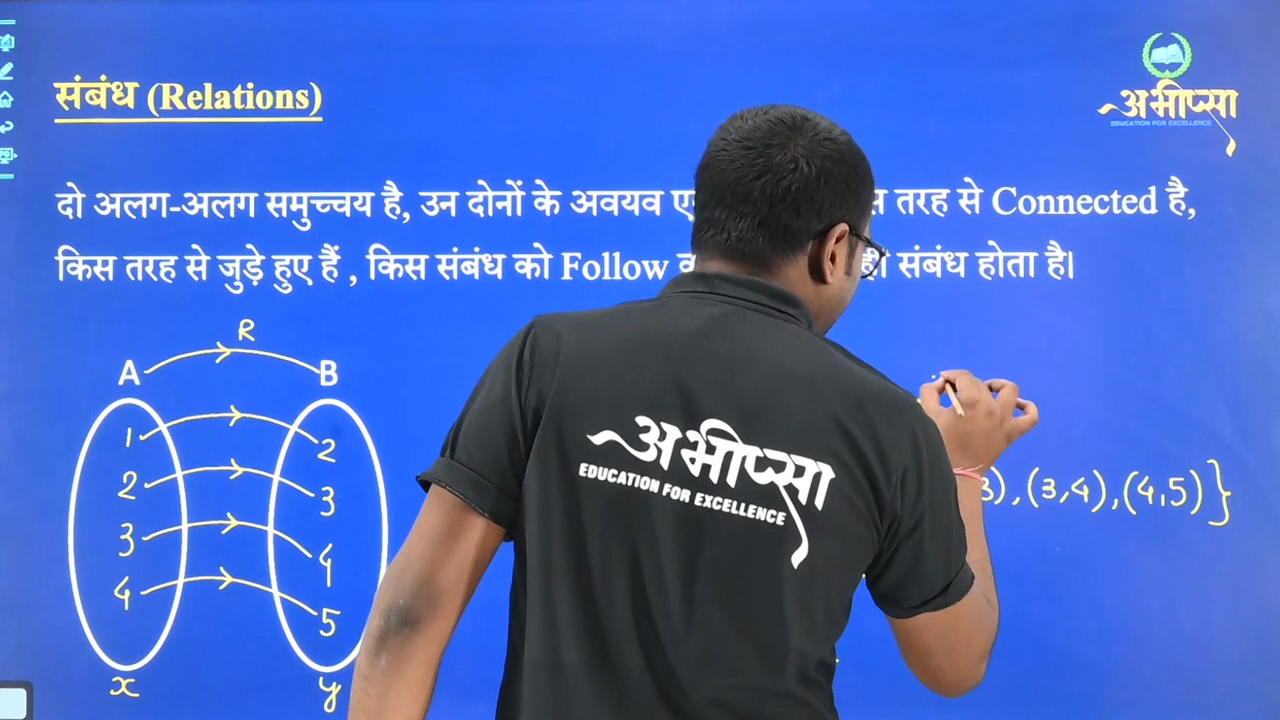 संबंध (Relations)
अभीप्सा
EDUCATION FOR EXCELLENCE
दो अलग-अलग समुच्चय है, उन दोनों के अवयव तरह से Connected है,
किस तरह से जुड़े हुए हैं , किस संबंध को Follow संबंध होता है।
R
A B
1 2
2 3
3 4
4 5
x y
3),(3,4),(4,5)}
अभीप्सा
EDUCATION FOR EXCELLENCE